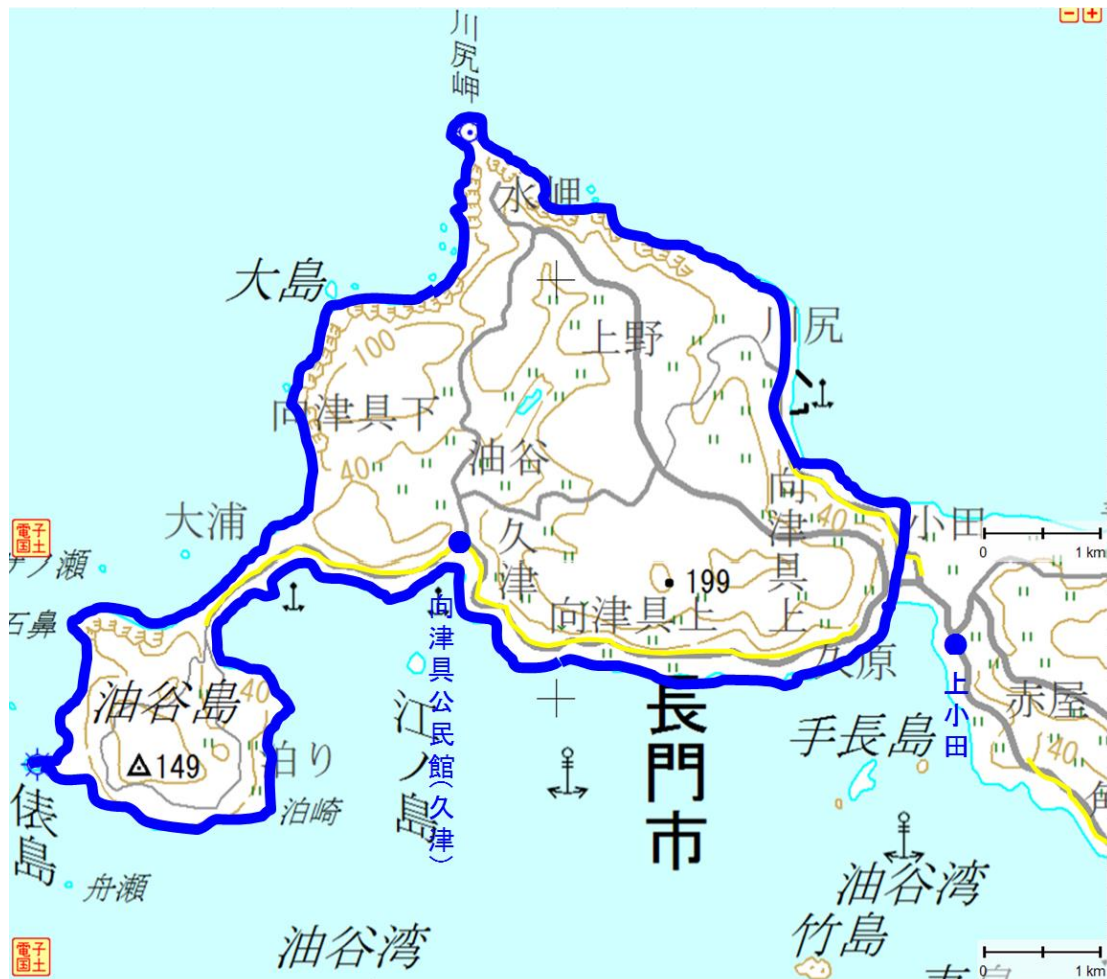 川尻岬
水岬
大島
川尻
上野
100
向津具下
油谷
40
向津具上
40
大浦
小田
電子
国土
久津
0 1 km
199
向津具上
石鼻
久原
油谷島
40
向津具公民館(久津)
上小田
赤屋
長門市
手長島
40
149
泊り
江ノ島
俵島
泊崎
舟瀬
油谷湾
油谷湾
竹島
電子
国土
0 1 km